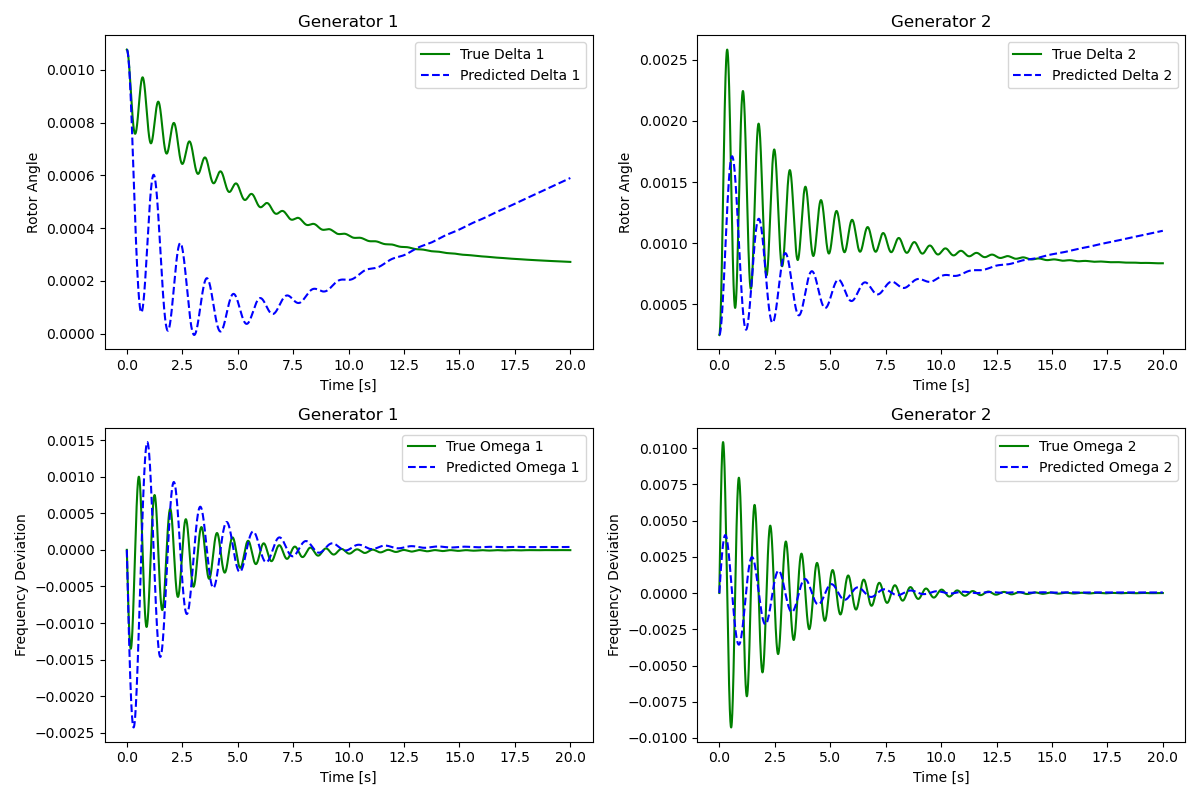 Generator 1
True Delta 1
Predicted Delta 1
Rotor Angle
0.0010
0.0008
0.0006
0.0004
0.0002
0.0000
0.0 2.5 5.0 7.5 10.0 12.5 15.0 17.5 20.0
Time [s]
Generator 2
True Delta 2
Predicted Delta 2
Rotor Angle
0.0025
0.0020
0.0015
0.0010
0.0005
0.0 2.5 5.0 7.5 10.0 12.5 15.0 17.5 20.0
Time [s]
Generator 1
True Omega 1
Predicted Omega 1
Frequency Deviation
0.0015
0.0010
0.0005
0.0000
−0.0005
−0.0010
−0.0015
−0.0020
−0.0025
0.0 2.5 5.0 7.5 10.0 12.5 15.0 17.5 20.0
Time [s]
Generator 2
True Omega 2
Predicted Omega 2
Frequency Deviation
0.0100
0.0075
0.0050
0.0025
0.0000
−0.0025
−0.0050
−0.0075
−0.0100
0.0 2.5 5.0 7.5 10.0 12.5 15.0 17.5 20.0
Time [s]